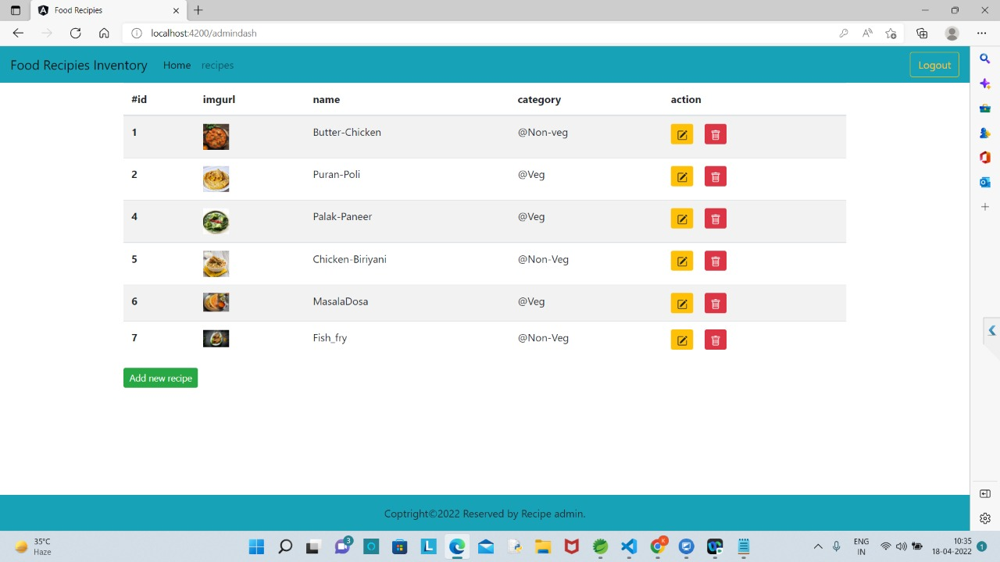 Food Recipies
localhost:4200/admindash
Food Recipies Inventory Home recipes Logout
#id imgurl name category action
1 Butter-Chicken @Non-veg
2 Puran-Poli @Veg
4 Palak-Paneer @Veg
5 Chicken-Biriyani @Non-Veg
6 MasalaDosa @Veg
7 Fish_fry @Non-Veg
Add new recipe
Coptright©2022 Reserved by Recipe admin.
35°C
Haze
3
L
K
ENG
IN
10:35
18-04-2022
1